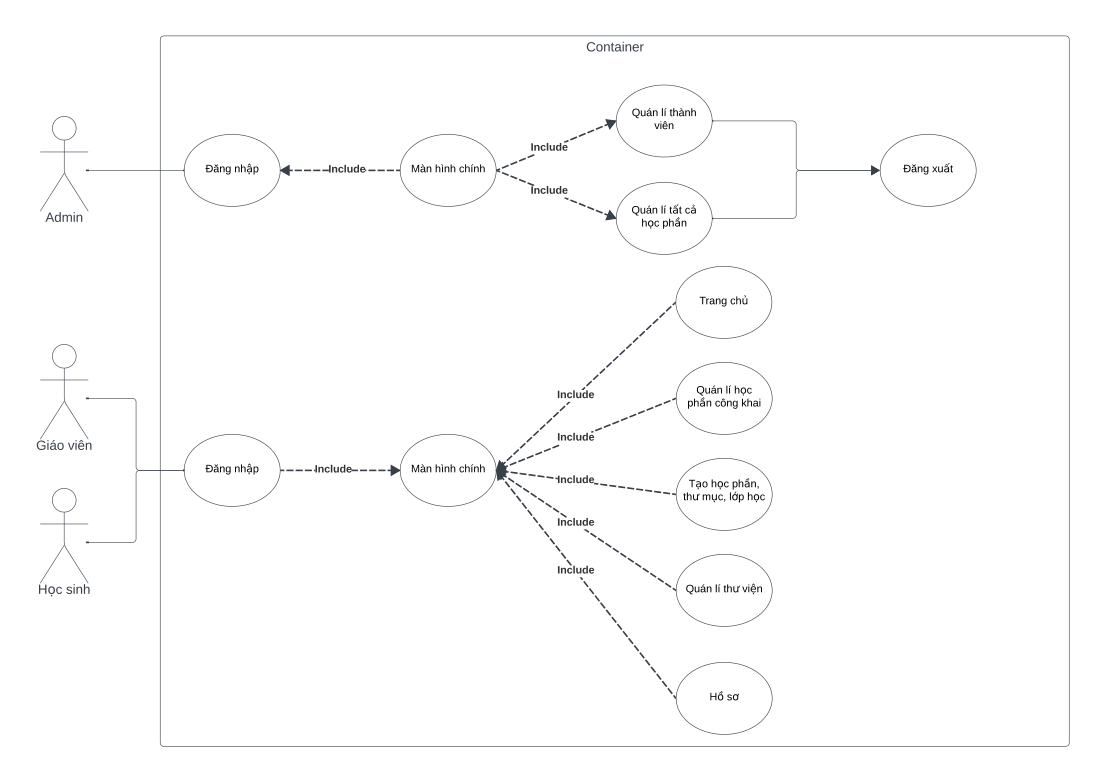 Container
Quán lí thành
viên
Include
Đăng nhập
Include
Màn hình chính
Đăng xuất
Include
Admin
Quán lí tất cả
học phần
Trang chủ
Include
Quán lí học
phần công khai
Giáo viên
Include
Đăng nhập
Include
Màn hình chính
Include
Tạo học phần,
thư mục, lớp học
Include
Học sinh
Include
Quán lí thư viện
Hồ sơ